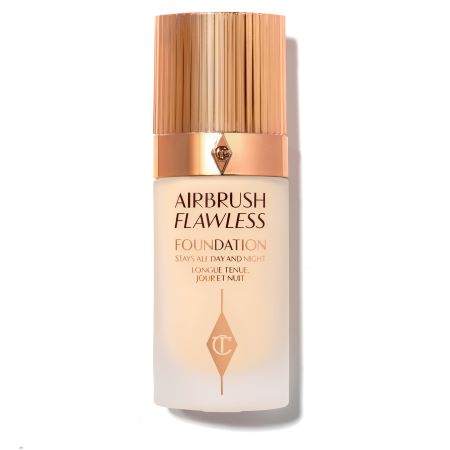 AIRBRUSH
FLAWLESS
FOUNDATION
STAYS ALL DAY AND NIGHT
LONGUE TENUE,
JOUR ET NUIT
CT